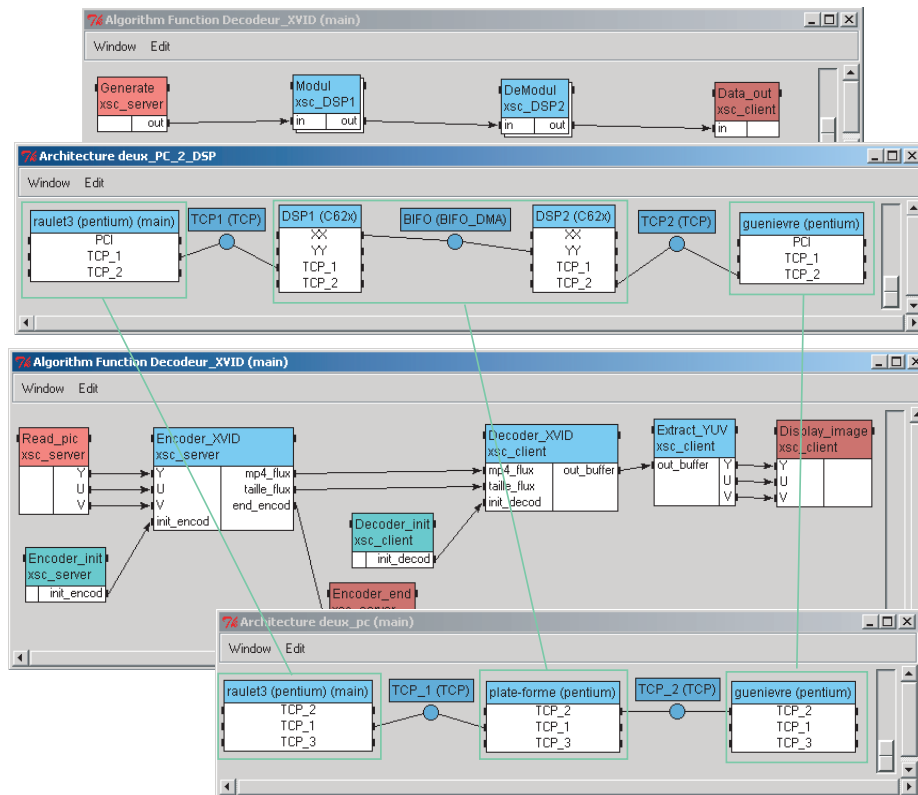 Algorithm Function Decodeur_XVID (main)
Window Edit
Generate
xsc_server
out
Modul
xsc_DSP1
in out
DeModul
xsc_DSP2
in out
Data_out
xsc_client
in
Architecture deux_PC_2_DSP
Window Edit
raulet3 (pentium) (main)
PCI
TCP_1
TCP_2
TCP1 (TCP)
DSP1 (C62x)
XX
YY
TCP_1
TCP_2
BIFO (BIFO_DMA)
DSP2 (C62x)
XX
YY
TCP_1
TCP_2
TCP2 (TCP)
guenievre (pentium)
PCI
TCP_1
TCP_2
Algorithm Function Decodeur_XVID (main)
Window Edit
Read_pic
xsc_server
Y
U
V
Encoder_XVID
xsc_server
Y mp4_flux
U taille_flux
V end_encod
init_encod
Encoder_init
xsc_server
init_encod
Decoder_XVID
xsc_client
mp4_flux out_buffer
taille_flux
init_decod
Decoder_init
xsc_client
init_decod
Encoder_end
xsc_server
Extract_YUV
xsc_client
out_buffer Y
U
V
Display_image
xsc_client
Y
U
V
Architecture deux_pc (main)
Window Edit
raulet3 (pentium) (main)
TCP_2
TCP_1
TCP_3
TCP_1 (TCP)
plate-forme (pentium)
TCP_2
TCP_1
TCP_3
TCP_2 (TCP)
guenievre (pentium)
TCP_2
TCP_1
TCP_3